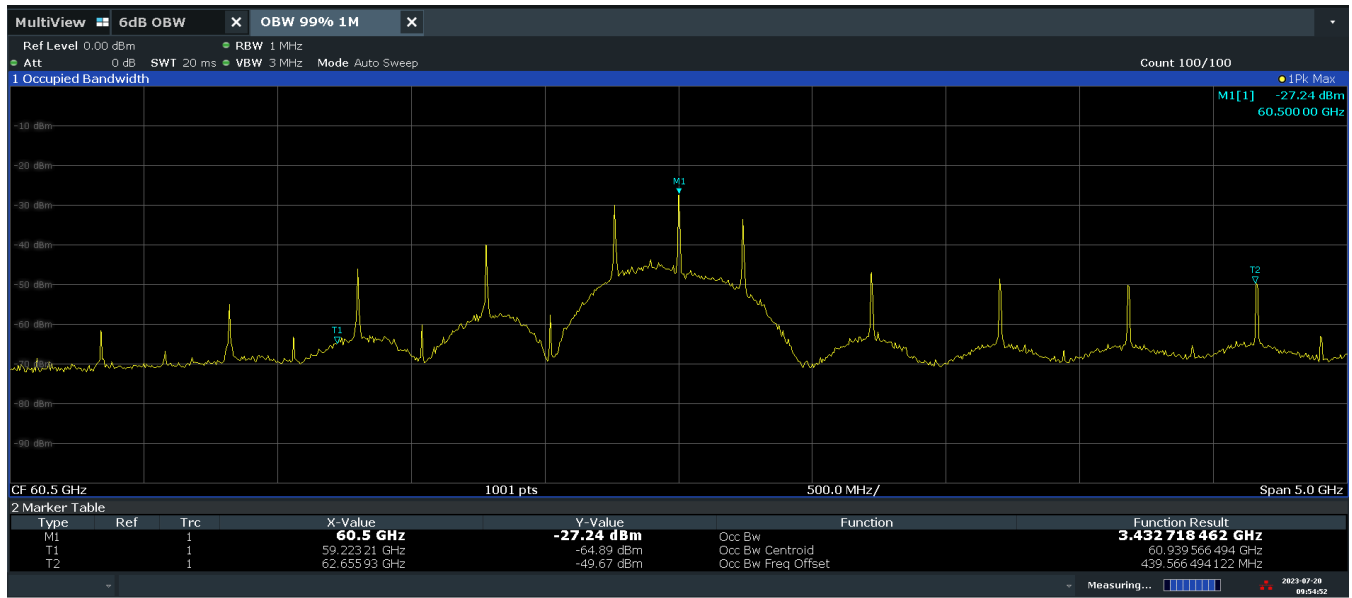 MultiView 6dB OBW X OBW 99% 1M X
Ref Level 0.00 dBm RBW 1 MHz
Att 0 dB SWT 20 ms VBW 3 MHz Mode Auto Sweep Count 100/100
1 Occupied Bandwidth 1Pk Max
M1[1] -27.24 dBm
60.500 00 GHz
-10 dBm
-20 dBm
M1
-30 dBm
-40 dBm
T2
-50 dBm
-60 dBm
T1
-70 dBm
-80 dBm
-90 dBm
CF 60.5 GHz 1001 pts 500.0 MHz/ Span 5.0 GHz
2 Marker Table
Type Ref Trc X-Value Y-Value Function Function Result
M1 1 60.5 GHz -27.24 dBm Occ Bw 3.432 718 462 GHz
T1 1 59.223 21 GHz -64.89 dBm Occ Bw Centroid 60.939 566 494 GHz
T2 1 62.655 93 GHz -49.67 dBm Occ Bw Freq Offset 439.566 494 122 MHz
Measuring... 2023-07-20
09:54:52